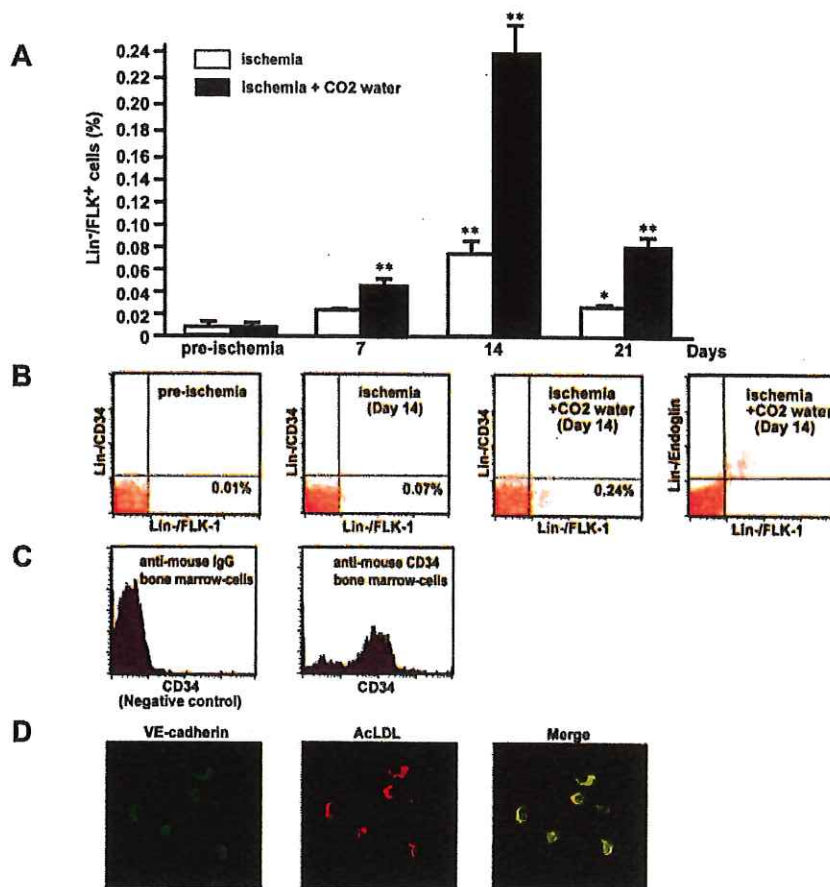 A
0.24
0.24
0.22
0.20
0.16
0.14
0.12
0.10
0.08
0.06
0.04
0.02
0
Lin-/FLK+ cells (%)
ischemia
Ischemia + CO2 water
**
**
**
*
**
pre-ischemia 7 14 21 Days
B
Lin-/CD34
pre-ischemia
0.01%
Lin-/FLK-1
Lin-/CD34
ischemia
(Day 14)
0.07%
Lin-/FLK-1
Lin-/CD34
ischemia
+CO2 water
(Day 14)
0.24%
Lin-/FLK-1
Lin-/Endoglin
ischemia
+CO2 water
(Day 14)
Lin-/FLK-1
C
anti-mouse IgG
bone marrow-cells
CD34
(Negative control)
anti-mouse CD34
bone marrow-cells
CD34
D
VE-cadherin AcLDL Merge